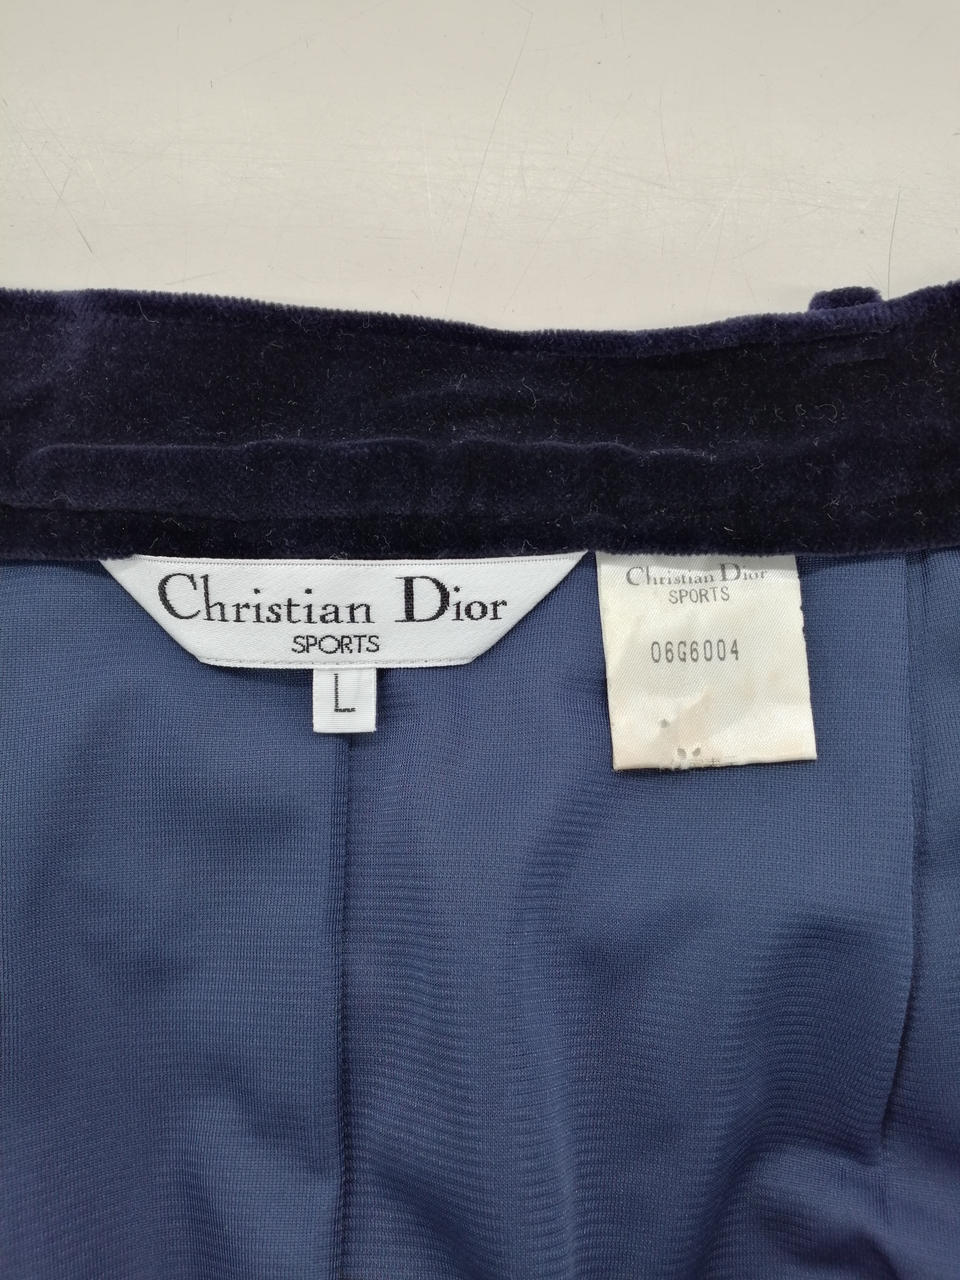 Christian Dior
SPORTS
L
Christian Dior
SPORTS
06G6004